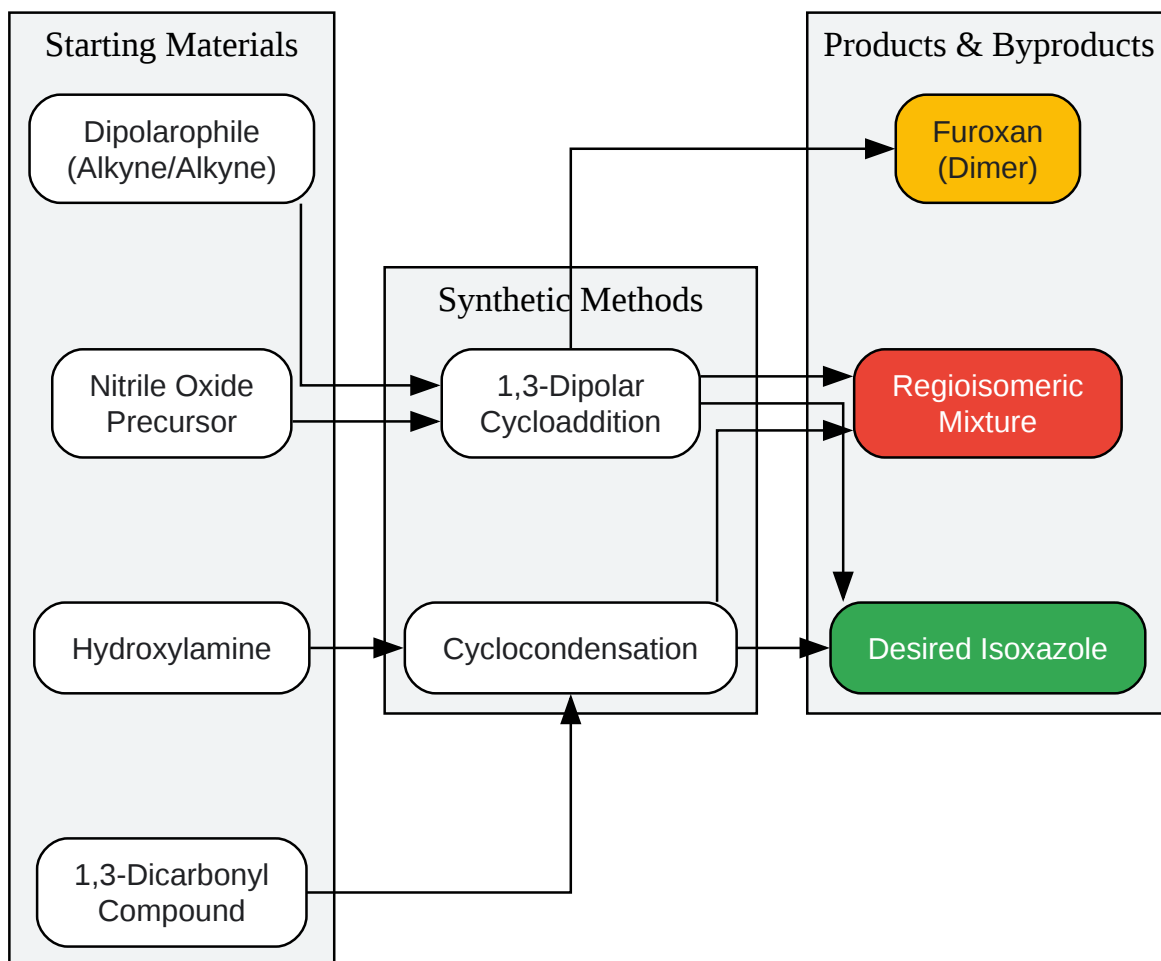 Starting Materials
Dipolarophile
(Alkyne/Alkyne)
Nitrile Oxide
Precursor
Hydroxylamine
1,3-Dicarbonyl
Compound
Synthetic Methods
1,3-Dipolar
Cycloaddition
Cyclocondensation
Products & Byproducts
Furoxan
(Dimer)
Regioisomeric
Mixture
Desired Isoxazole